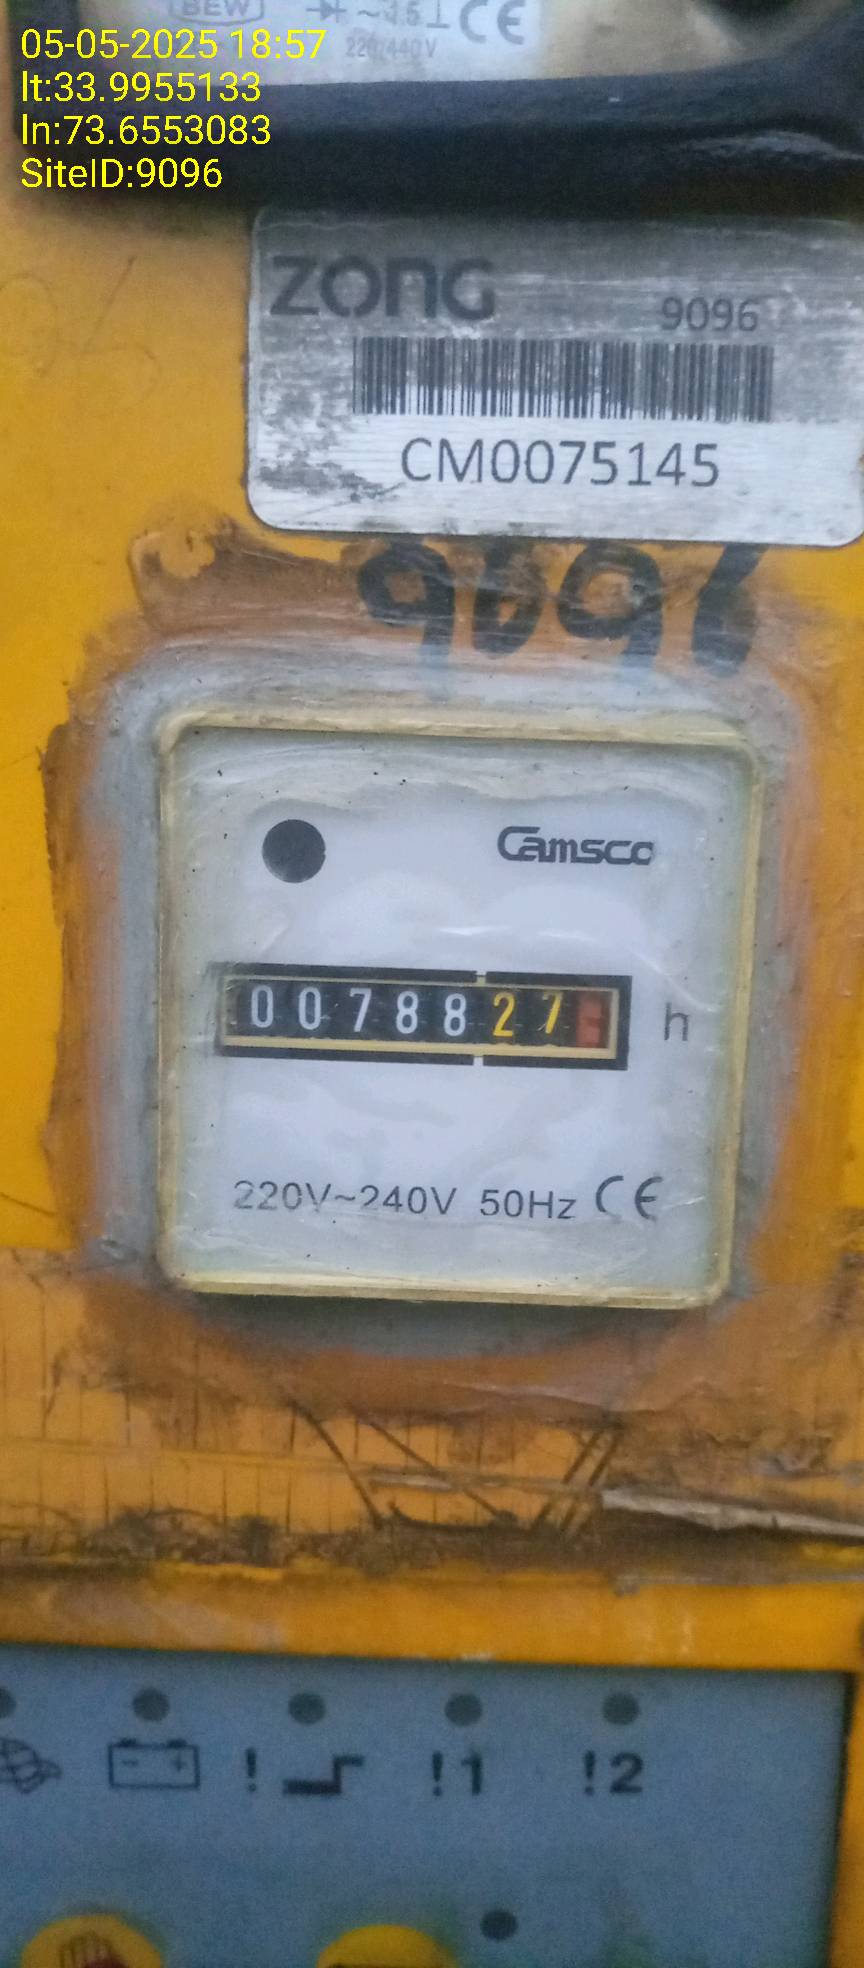 BEW
220/440V
05-05-2025 18:57
lt:33.9955133
ln:73.6553083
SiteID:9096
ZONG 9096
CM0075145
9096
Camsco
0078827 h
220V~240V 50Hz CE
- + ! !1 !2